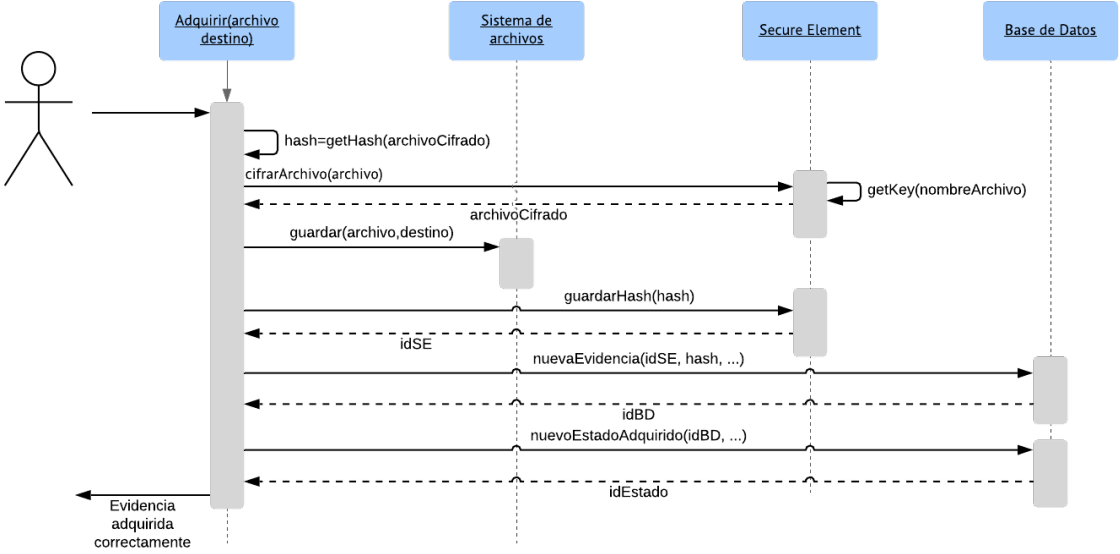 Adquirir(archivo
destino)
Sistema de
archivos
Secure Element
Base de Datos
hash=getHash(archivoCifrado)
cifrarArchivo(archivo)
getKey(nombreArchivo)
archivoCifrado
guardar(archivo,destino)
guardarHash(hash)
idSE
nuevaEvidencia(idSE, hash, ...)
idBD
nuevoEstadoAdquirido(idBD, ...)
idEstado
Evidencia
adquirida
correctamente